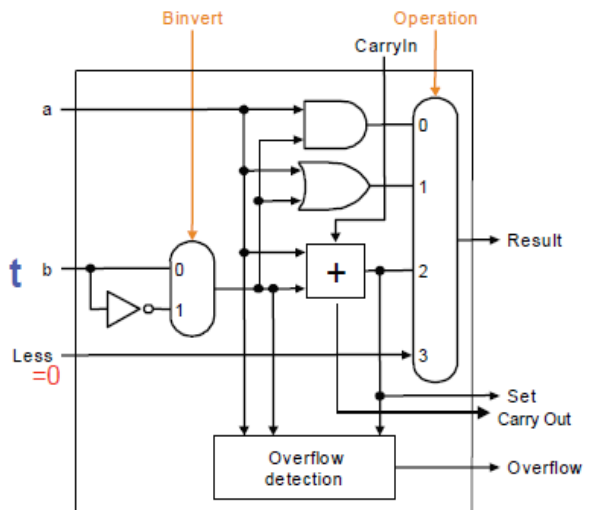 Binvert
Operation
CarryIn
a
0
1
t b
0
1
+
2
Result
Less
=0
3
Set
Carry Out
Overflow
detection
Overflow